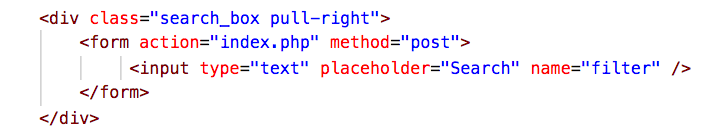 <div class="search_box pull-right">
<form action="index.php" method="post">
<input type="text" placeholder="Search" name="filter" />
</form>
</div>